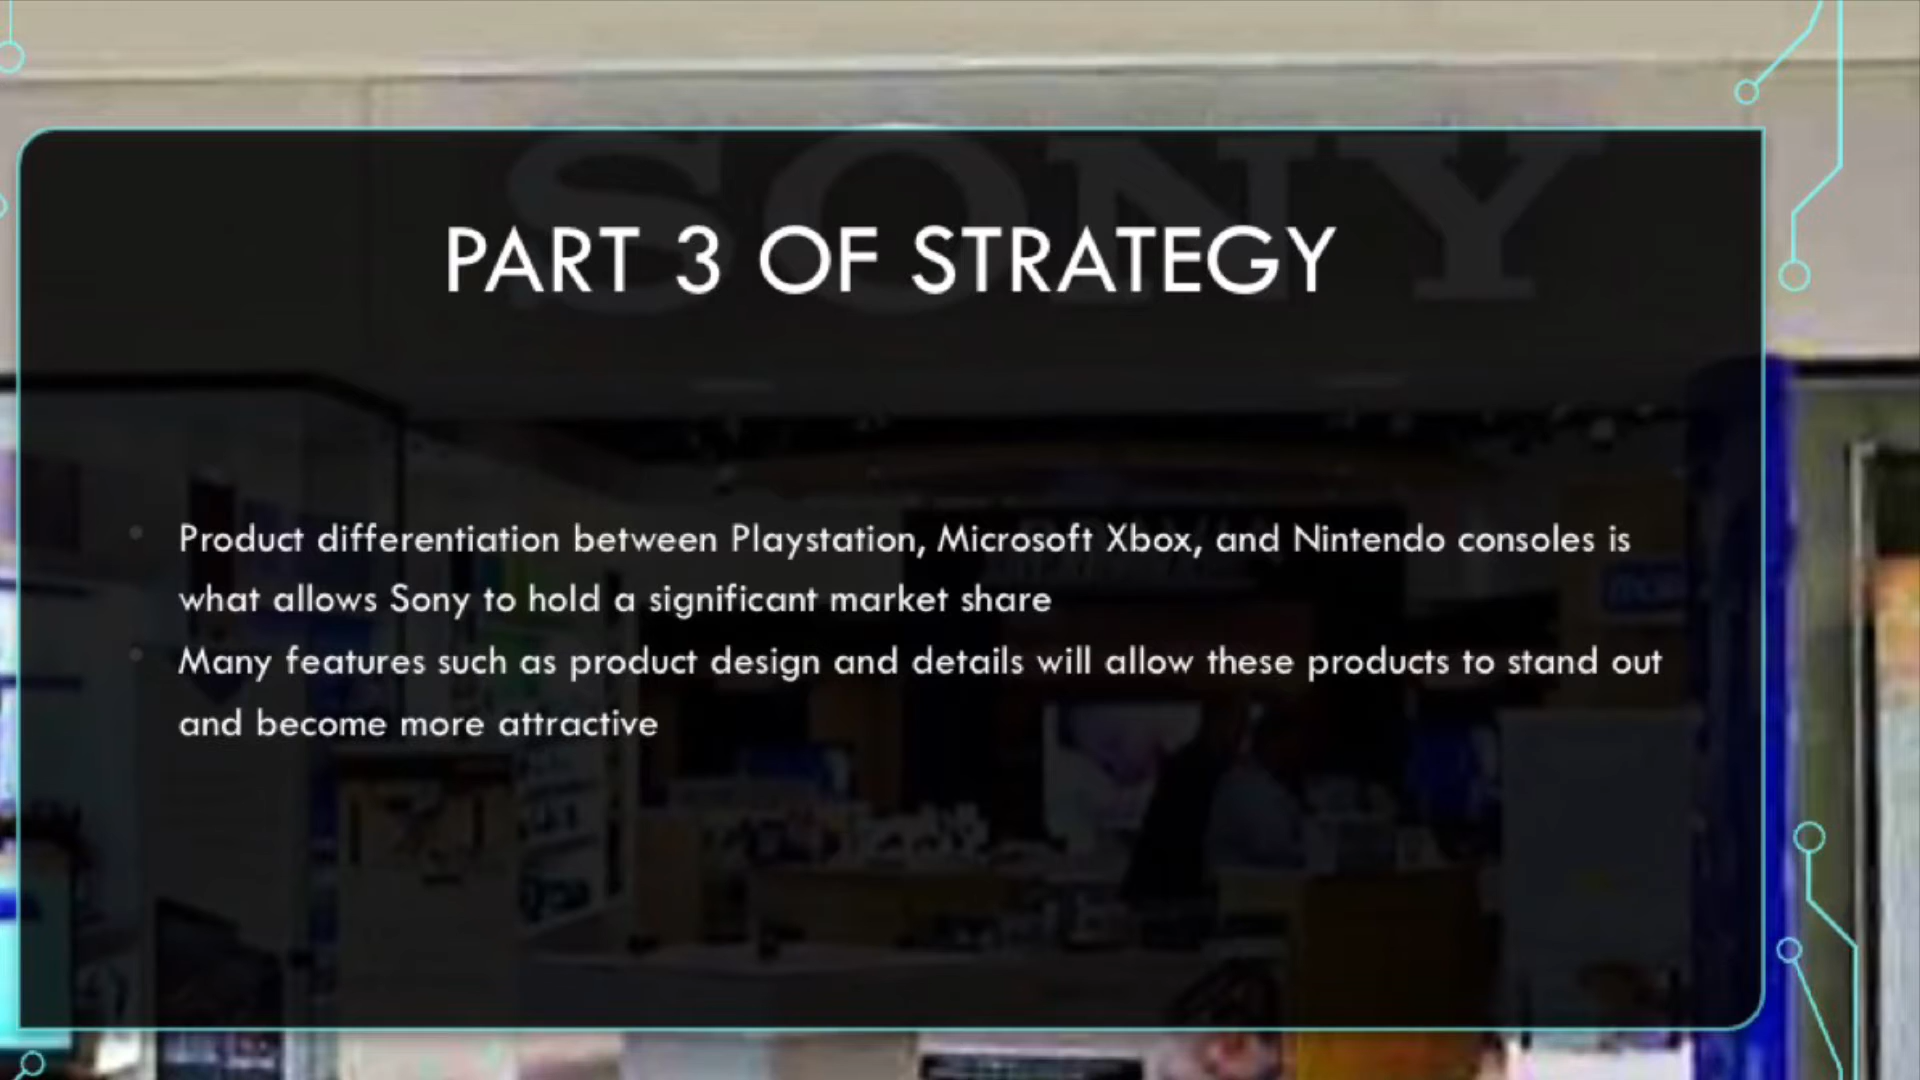 SONY
PART 3 OF STRATEGY
Product differentiation between Playstation, Microsoft Xbox, and Nintendo consoles is
what allows Sony to hold a significant market share
Many features such as product design and details will allow these products to stand out
and become more attractive